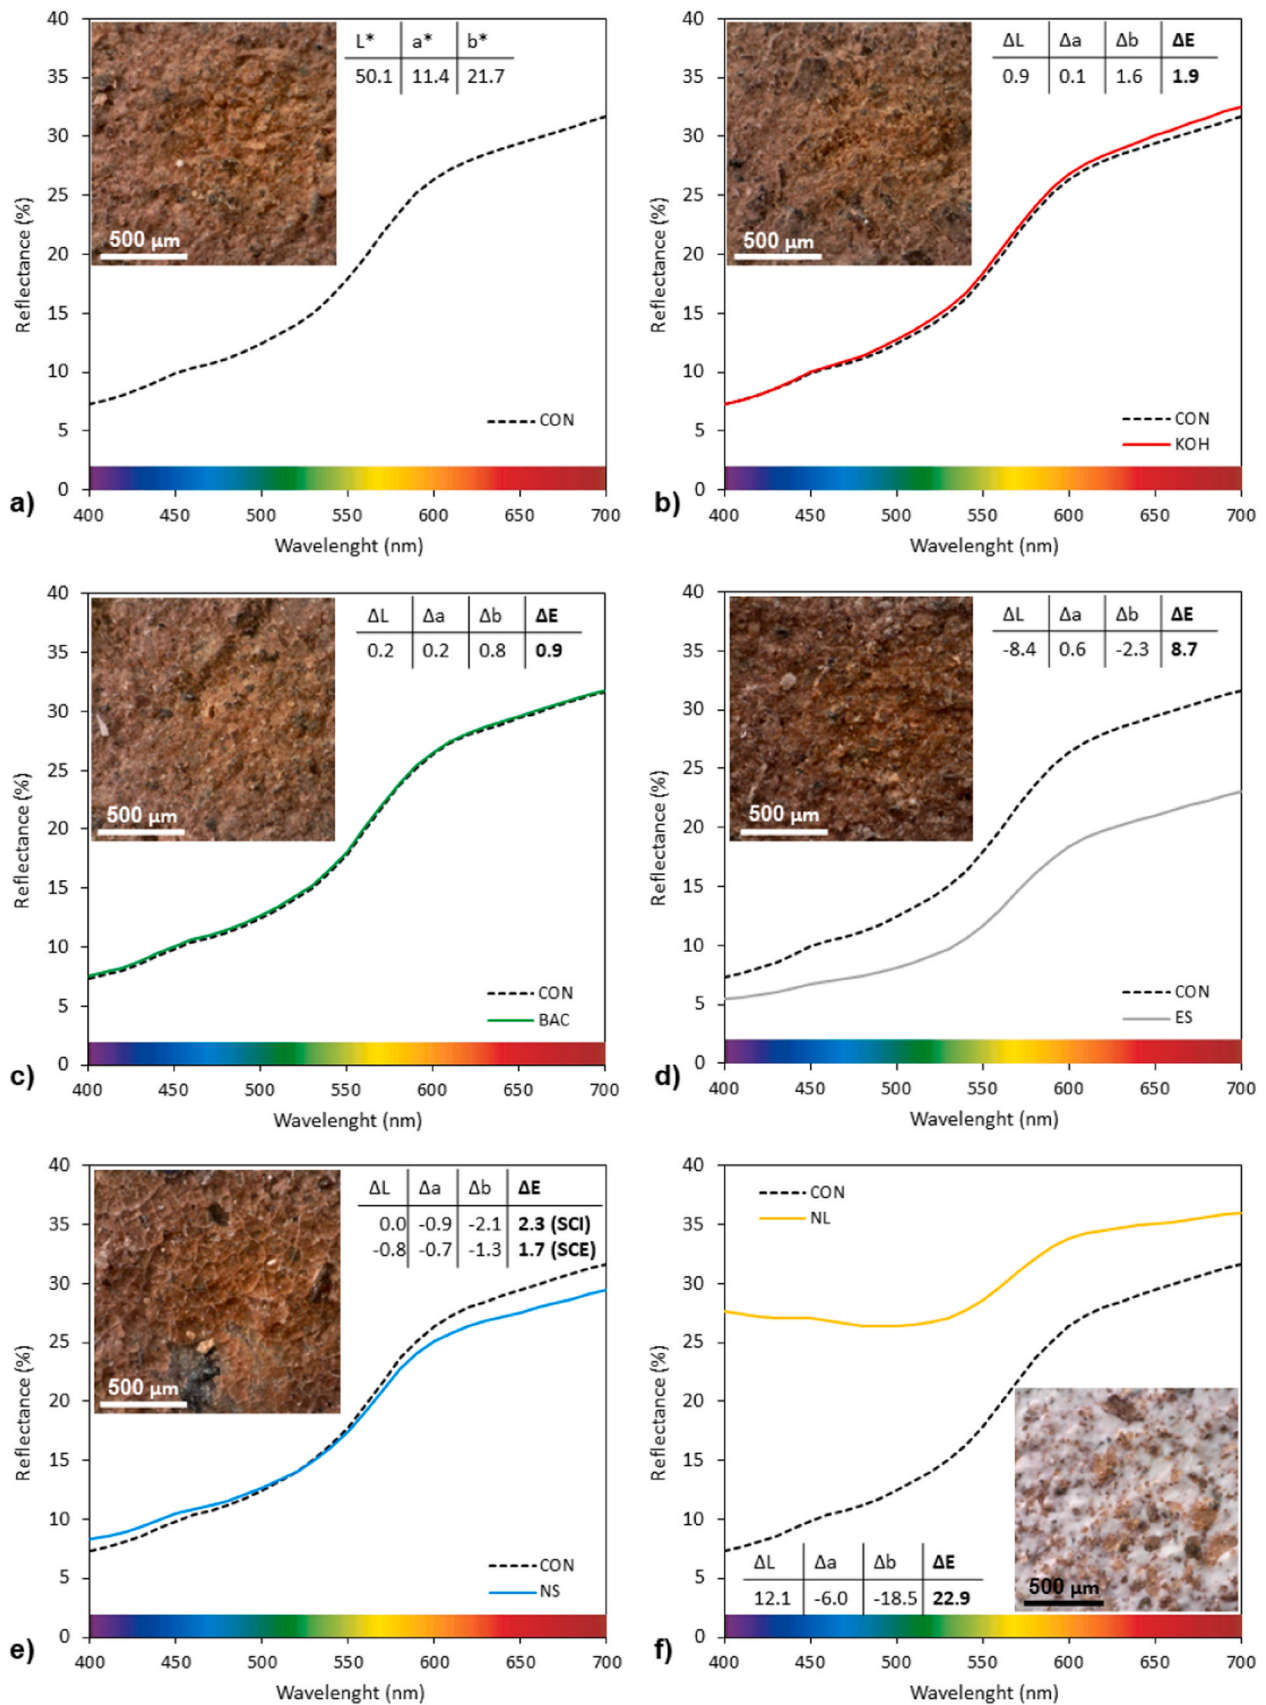 40
L* a* b*
50.1 11.4 21.7
35
30
25
20
15
10
5
0
Reflectance (%)
500 µm
CON
a)
400 450 500 550 600 650 700
Wavelenght (nm)
40
ΔL Δa Δb ΔE
0.9 0.1 1.6 1.9
35
30
25
20
15
10
5
0
Reflectance (%)
500 µm
CON
KOH
b)
400 450 500 550 600 650 700
Wavelenght (nm)
40
ΔL Δa Δb ΔE
0.2 0.2 0.8 0.9
35
30
25
20
15
10
5
0
Reflectance (%)
500 µm
CON
BAC
c)
400 450 500 550 600 650 700
Wavelenght (nm)
40
ΔL Δa Δb ΔE
-8.4 0.6 -2.3 8.7
35
30
25
20
15
10
5
0
Reflectance (%)
500 µm
CON
ES
d)
400 450 500 550 600 650 700
Wavelenght (nm)
40
ΔL Δa Δb ΔE
0.0 -0.9 -2.1 2.3 (SCI)
-0.8 -0.7 -1.3 1.7 (SCE)
35
30
25
20
15
10
5
0
Reflectance (%)
500 µm
CON
NS
e)
400 450 500 550 600 650 700
Wavelenght (nm)
40
CON
NL
35
30
25
20
15
10
5
0
Reflectance (%)
ΔL Δa Δb ΔE
12.1 -6.0 -18.5 22.9
500 µm
f)
400 450 500 550 600 650 700
Wavelenght (nm)